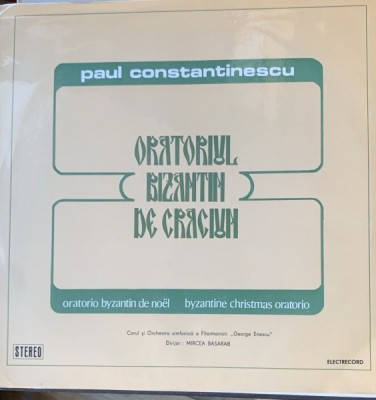 paul constantinescu
ORATORIUL
BIZANTIN
DE CRACIUN
oratorio byzantin de noël byzantine christmas oratorio
Corul și Orchestra simfonică a Filarmonicii „George Enescu"
Dirijor : MIRCEA BASARAB
STEREO
ELECTRECORD